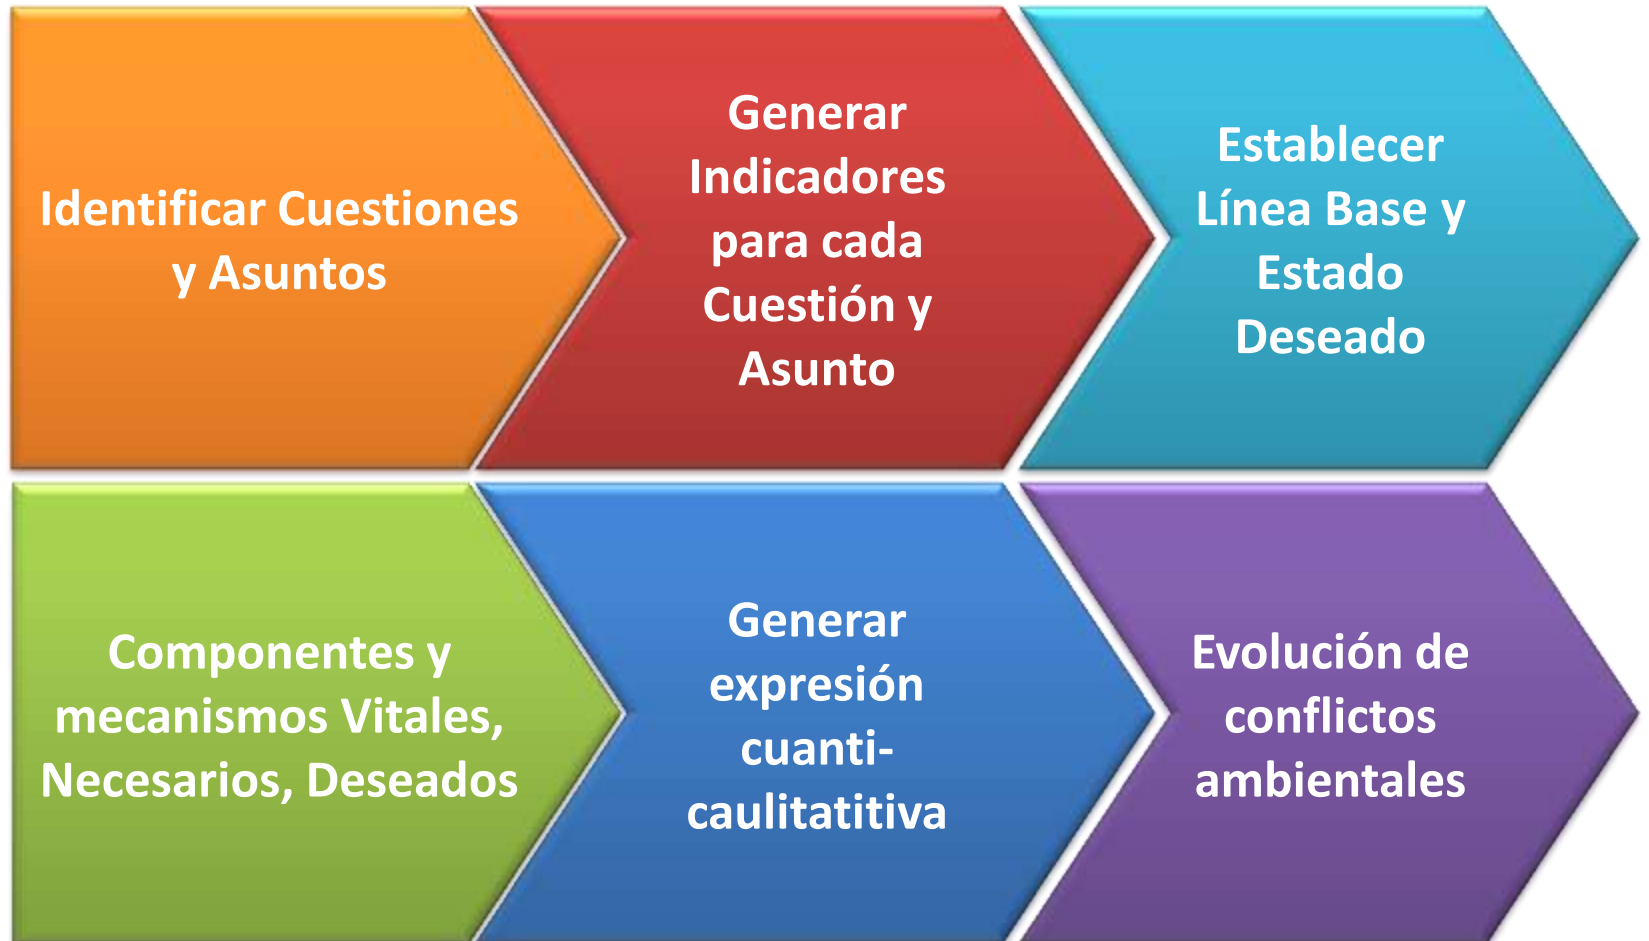 Identificar Cuestiones
y Asuntos
Generar
Indicadores
para cada
Cuestión y
Asunto
Establecer
Línea Base y
Estado
Deseado
Componentes y
mecanismos Vitales,
Necesarios, Deseados
Generar
expresión
cuanti-
caulitatitiva
Evolución de
conflictos
ambientales